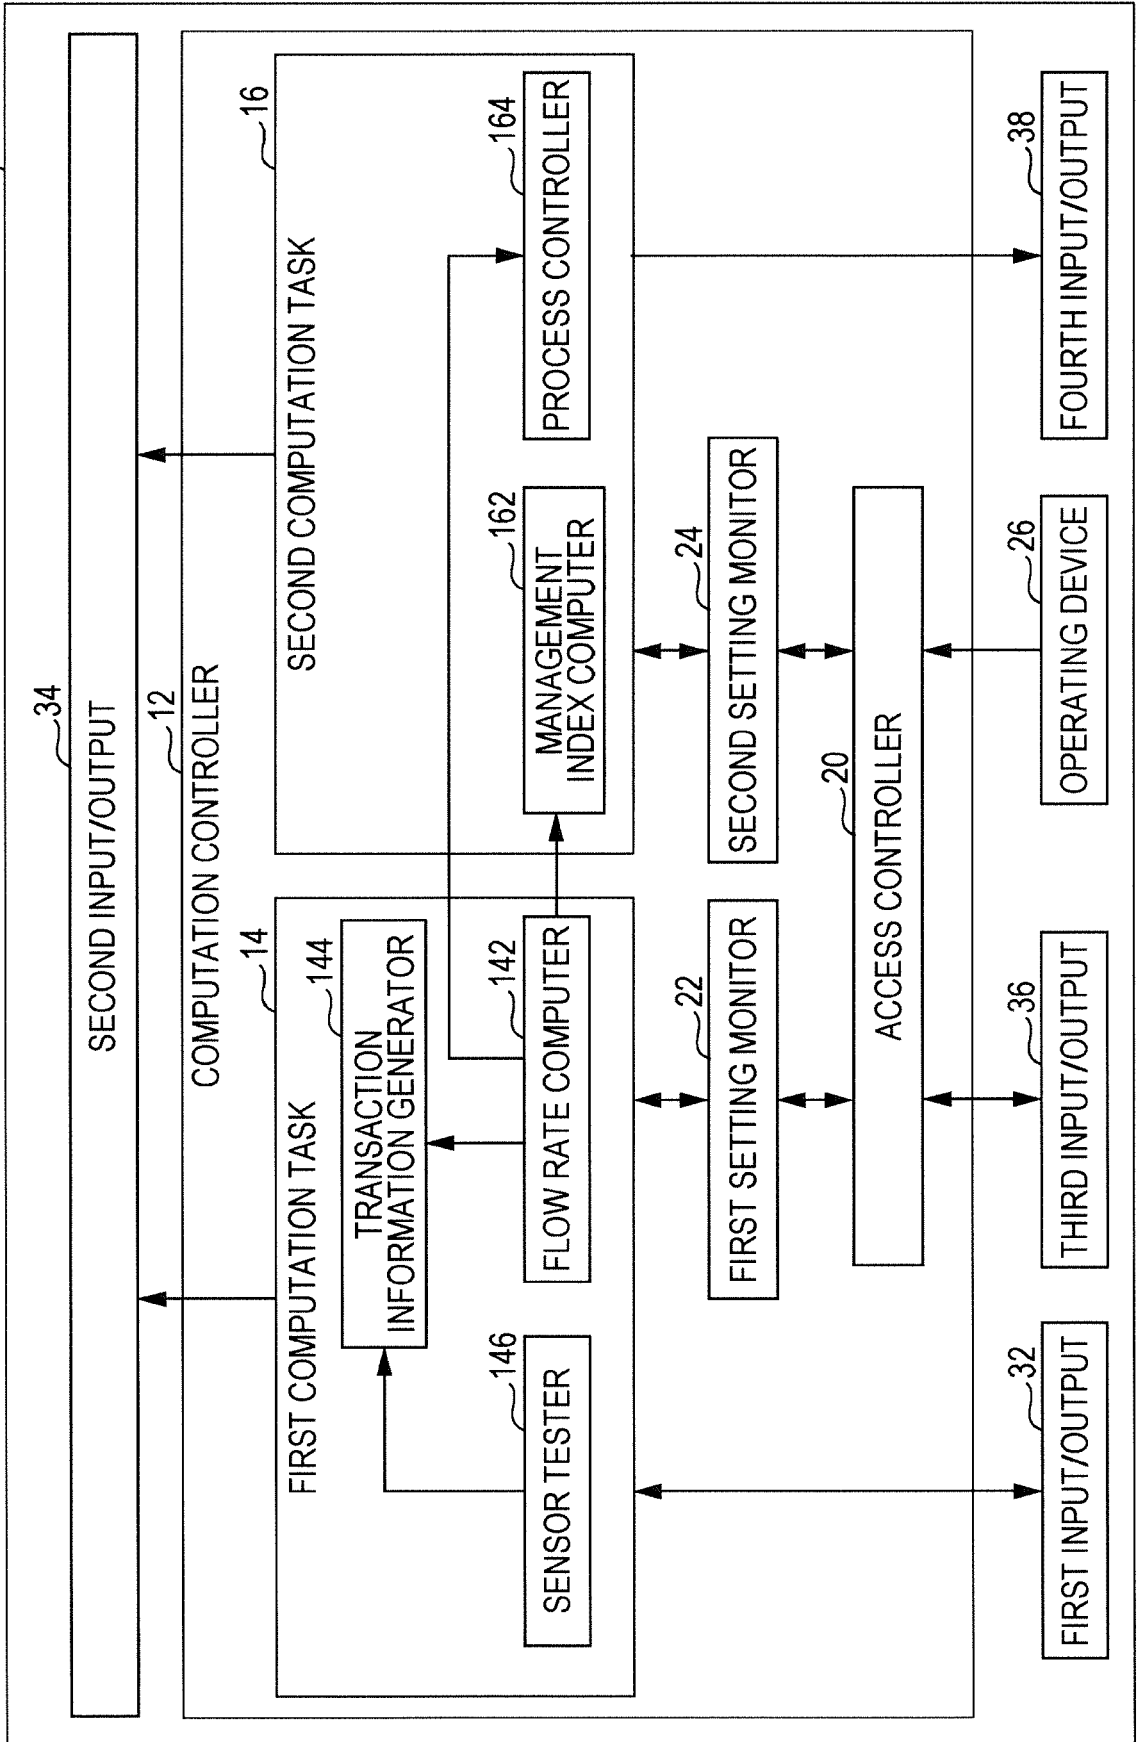 34
SECOND INPUT/OUTPUT
12
COMPUTATION CONTROLLER
14
FIRST COMPUTATION TASK
144
TRANSACTION
INFORMATION GENERATOR
146
SENSOR TESTER
142
FLOW RATE COMPUTER
16
SECOND COMPUTATION TASK
162
MANAGEMENT
INDEX COMPUTER
164
PROCESS CONTROLLER
22
FIRST SETTING MONITOR
24
SECOND SETTING MONITOR
20
ACCESS CONTROLLER
32
FIRST INPUT/OUTPUT
36
THIRD INPUT/OUTPUT
26
OPERATING DEVICE
38
FOURTH INPUT/OUTPUT